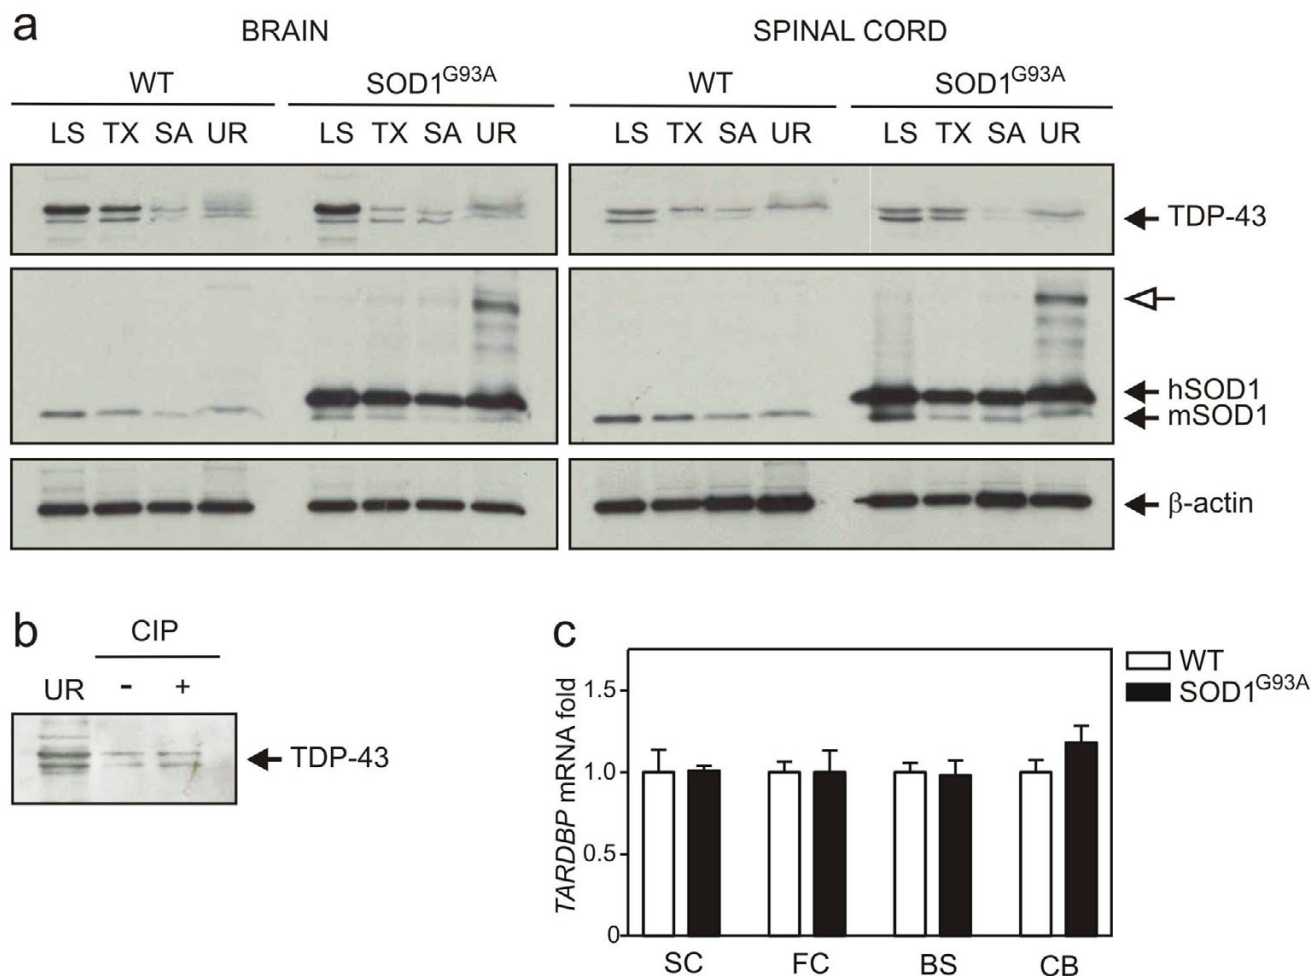 a
BRAIN SPINAL CORD
WT SOD1G93A WT SOD1G93A
LS TX SA UR LS TX SA UR LS TX SA UR LS TX SA UR
TDP-43
hSOD1
mSOD1
β-actin
b
CIP
UR - +
TDP-43
c
WT
SOD1G93A
TARDBP mRNA fold
1.5
1.0
0.5
0
SC FC BS CB